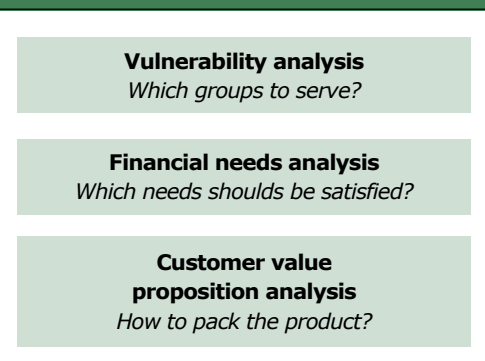 Vulnerability analysis
Which groups to serve?
Financial needs analysis
Which needs shoulds be satisfied?
Customer value
proposition analysis
How to pack the product?